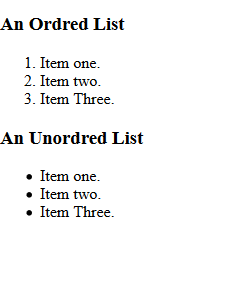 An Ordred List
1. Item one.
2. Item two.
3. Item Three.
An Unordred List
• Item one.
• Item two.
• Item Three.